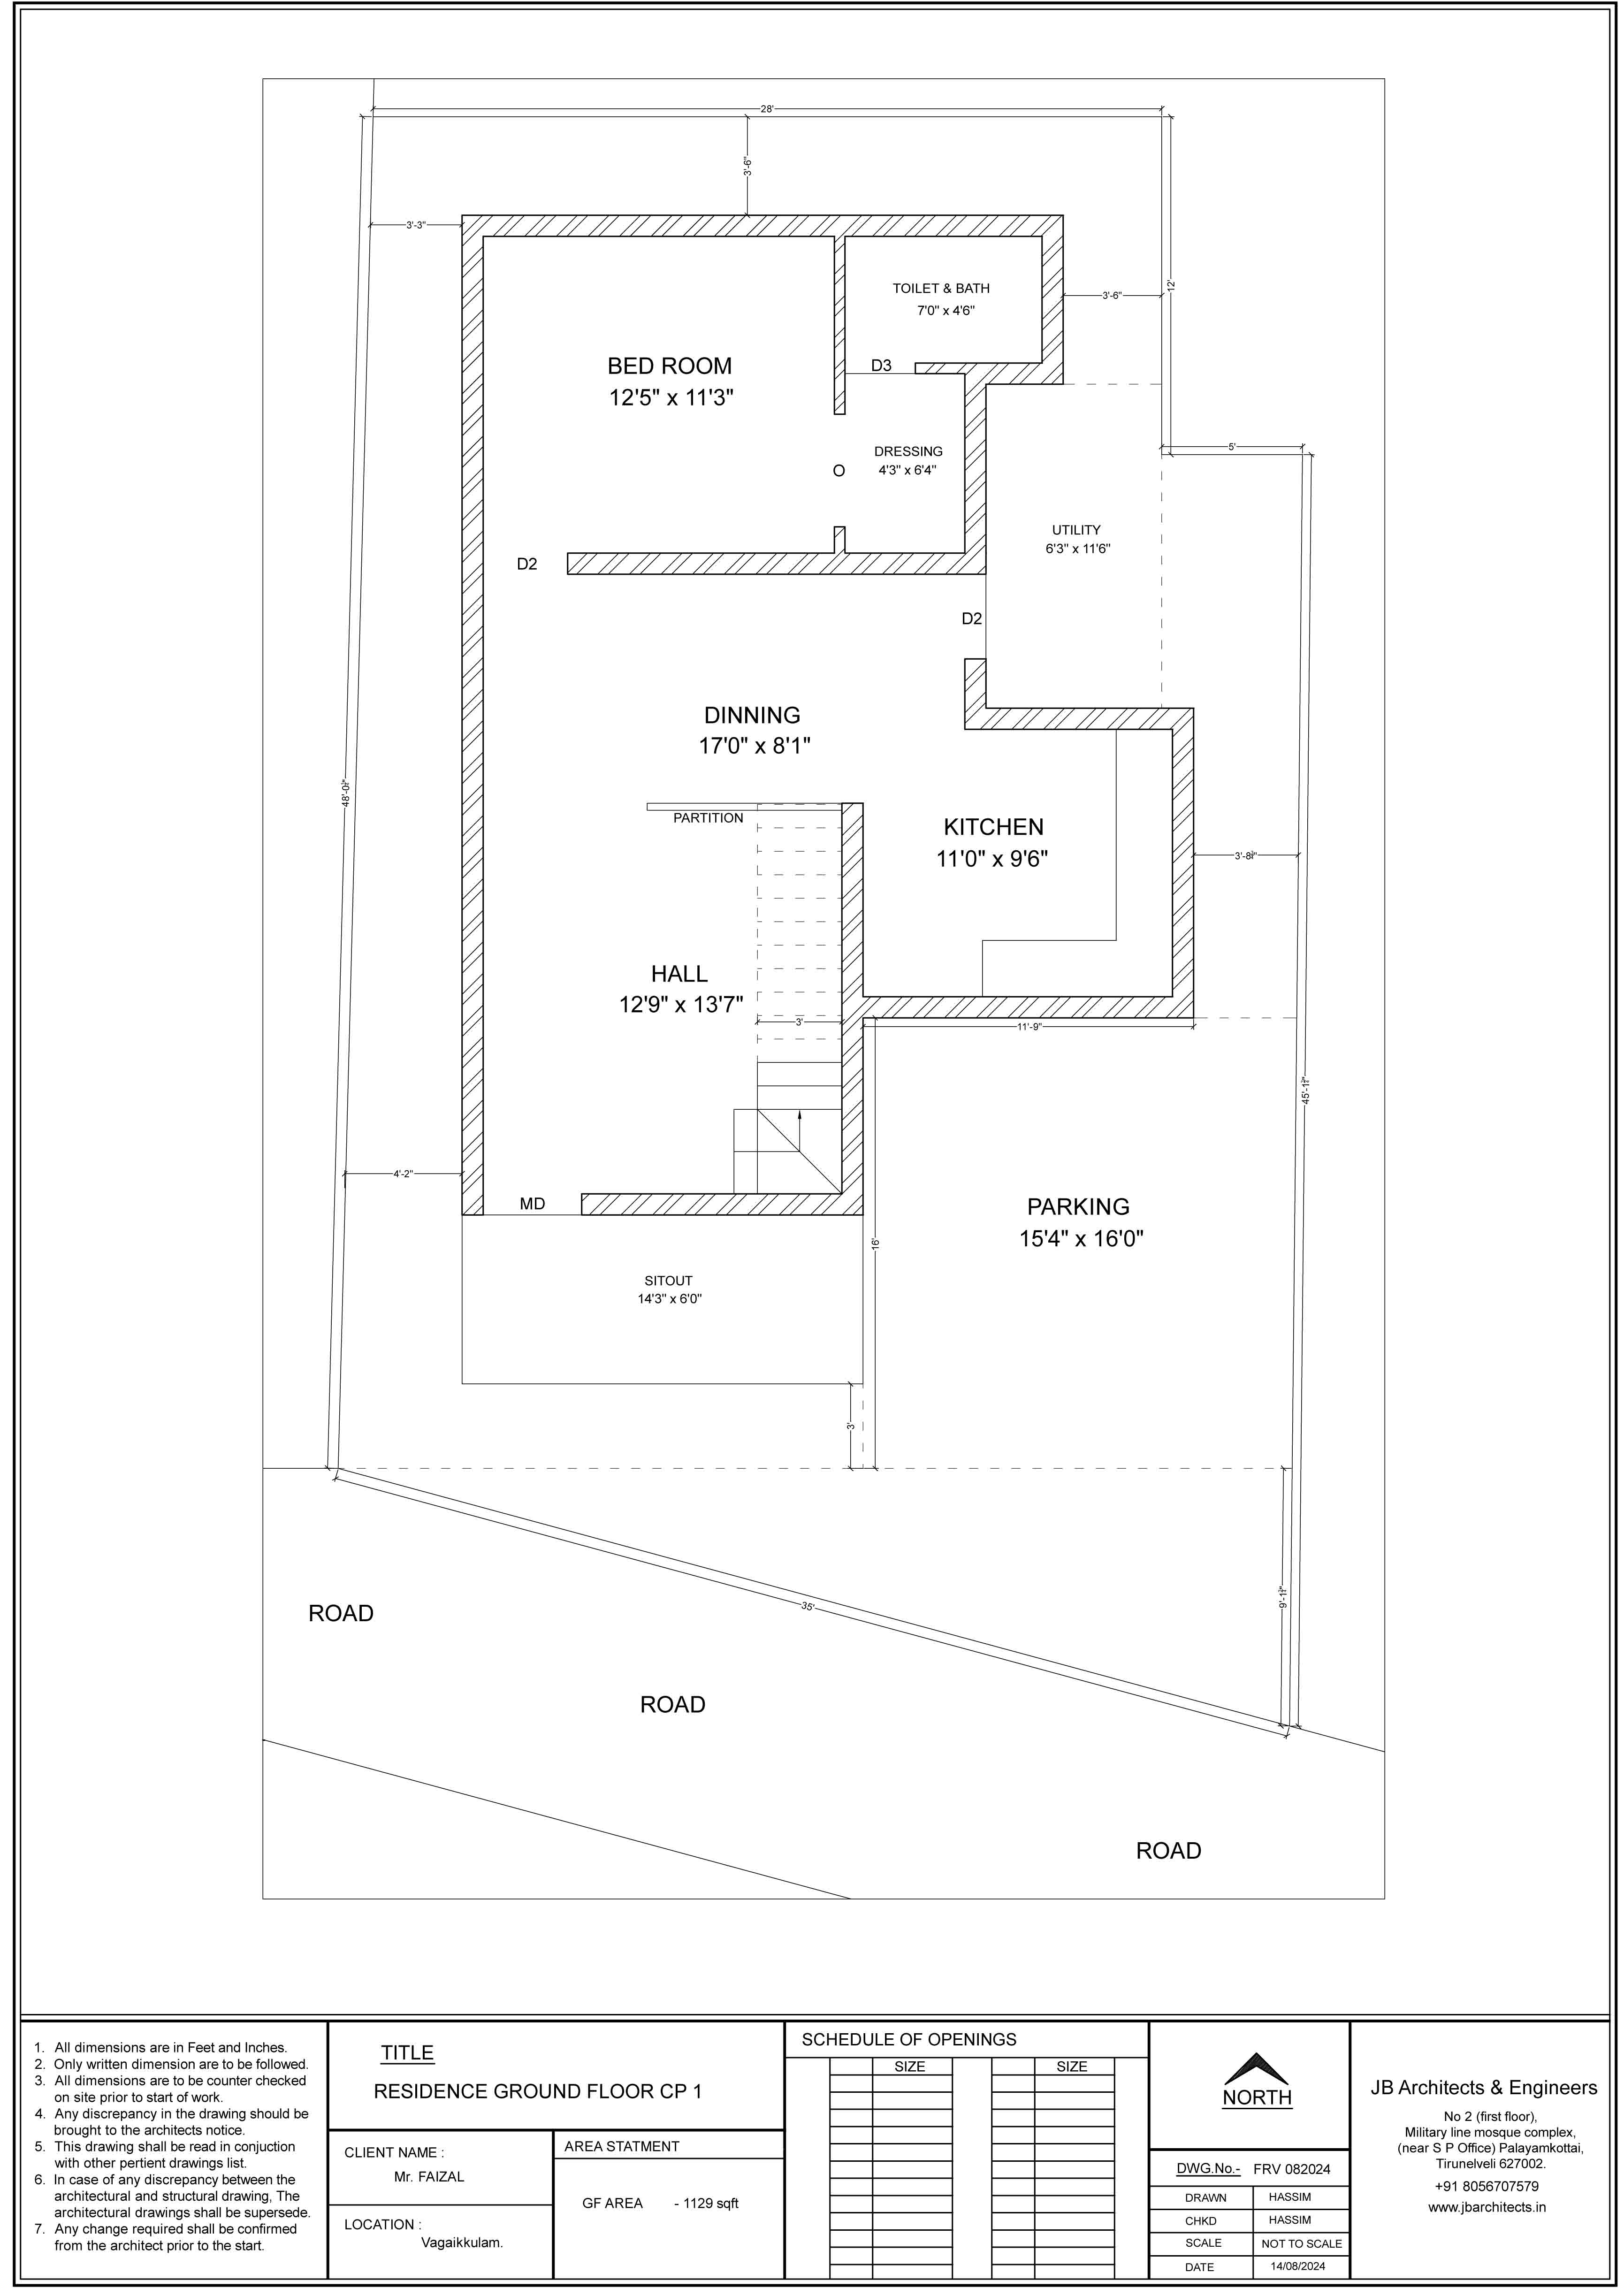 28'
3'-6"
3'-3"
TOILET & BATH
7'0" x 4'6"
3'-6"
12'
BED ROOM
12'5" x 11'3"
D3
5'
DRESSING
4'3" x 6'4"
O
UTILITY
6'3" x 11'6"
D2
D2
DINNING
17'0" x 8'1"
48'-0¾"
PARTITION
KITCHEN
11'0" x 9'6"
3'-8¾"
HALL
12'9" x 13'7"
3'
11'-9"
45'-1½"
4'-2"
MD
PARKING
15'4" x 16'0"
16'
SITOUT
14'3" x 6'0"
3'
9'-1½"
35'
ROAD
ROAD
ROAD
1. All dimensions are in Feet and Inches.
2. Only written dimension are to be followed.
3. All dimensions are to be counter checked
on site prior to start of work.
4. Any discrepancy in the drawing should be
brought to the architects notice.
5. This drawing shall be read in conjuction
with other pertient drawings list.
6. In case of any discrepancy between the
architectural and structural drawing, The
architectural drawings shall be supersede.
7. Any change required shall be confirmed
from the architect prior to the start.
TITLE
RESIDENCE GROUND FLOOR CP 1
CLIENT NAME :
Mr. FAIZAL
LOCATION :
Vagaikkulam.
AREA STATMENT
GF AREA - 1129 sqft
SCHEDULE OF OPENINGS
SIZE SIZE
NORTH
DWG.No.- FRV 082024
DRAWN HASSIM
CHKD HASSIM
SCALE NOT TO SCALE
DATE 14/08/2024
JB Architects & Engineers
No 2 (first floor),
Military line mosque complex,
(near S P Office) Palayamkottai,
Tirunelveli 627002.
+91 8056707579
www.jbarchitects.in